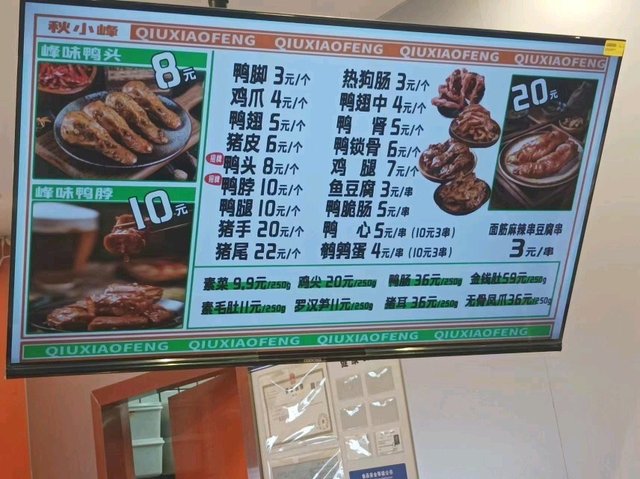 秋小峰 QIUXIAOFENG QIUXIAOFENG QIUXIAOFENG QIUXIAOFENG
峰味鸭头
8元
峰味鸭脖
10元
鸭脚 3元/个
鸡爪 4元/个
鸭翅 5元/个
猪皮 6元/个
招牌 鸭头 8元/个
招牌 鸭脖 10元/个
鸭腿 10元/个
猪手 20元/个
猪尾 22元/个
热狗肠 3元/个
鸭翅中 4元/个
鸭肾 5元/个
鸭锁骨 6元/个
鸡腿 7元/个
鱼豆腐 3元/串
鸭脆肠 5元/串
鸭心 5元/串 (10元3串)
鹌鹑蛋 4元/串 (10元3串)
20元
面筋麻辣串豆腐串
3元/串
素菜 9.9元/250g 鸡尖 20元/250g 鸭肠 36元/250g 金钱肚59元/250g
素毛肚11元/250g 罗汉笋11元/250g 猪耳 36元/250g 无骨凤爪36元/250g
QIUXIAOFENG QIUXIAOFENG QIUXIAOFENG QIUXIAOFENG